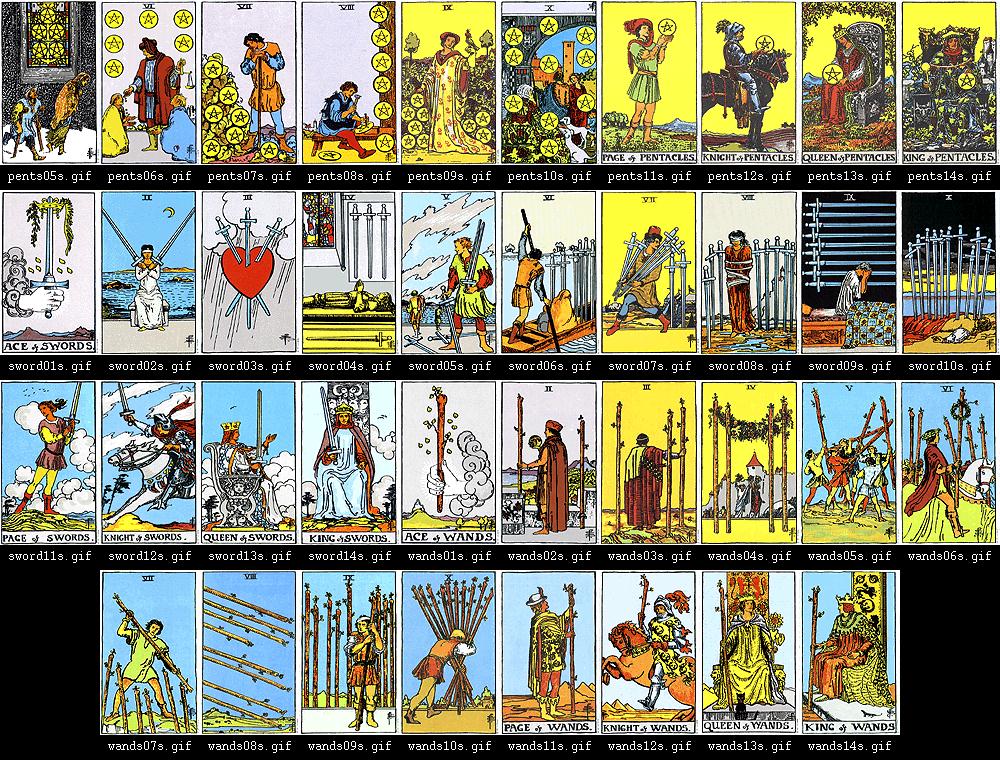 VI VII VIII IX X PAGE of PENTACLES. KNIGHT of PENTACLES. QUEEN of PENTACLES KING of PENTACLES.
pents05s.gif pents06s.gif pents07s.gif pents08s.gif pents09s.gif pents10s.gif pents11s.gif pents12s.gif pents13s.gif pents14s.gif
II III IV V VI VII VIII IX X
ACE of SWORDS.
sword01s.gif sword02s.gif sword03s.gif sword04s.gif sword05s.gif sword06s.gif sword07s.gif sword08s.gif sword09s.gif sword10s.gif
II III IV V VI
PAGE of SWORDS. KNIGHT of SWORDS. QUEEN of SWORDS. KING of SWORDS. ACE of WANDS.
sword11s.gif sword12s.gif sword13s.gif sword14s.gif wands01s.gif wands02s.gif wands03s.gif wands04s.gif wands05s.gif wands06s.gif
VII VIII IX X
PAGE of WANDS. KNIGHT of WANDS. QUEEN of WANDS. KING of WANDS.
wands07s.gif wands08s.gif wands09s.gif wands10s.gif wands11s.gif wands12s.gif wands13s.gif wands14s.gif